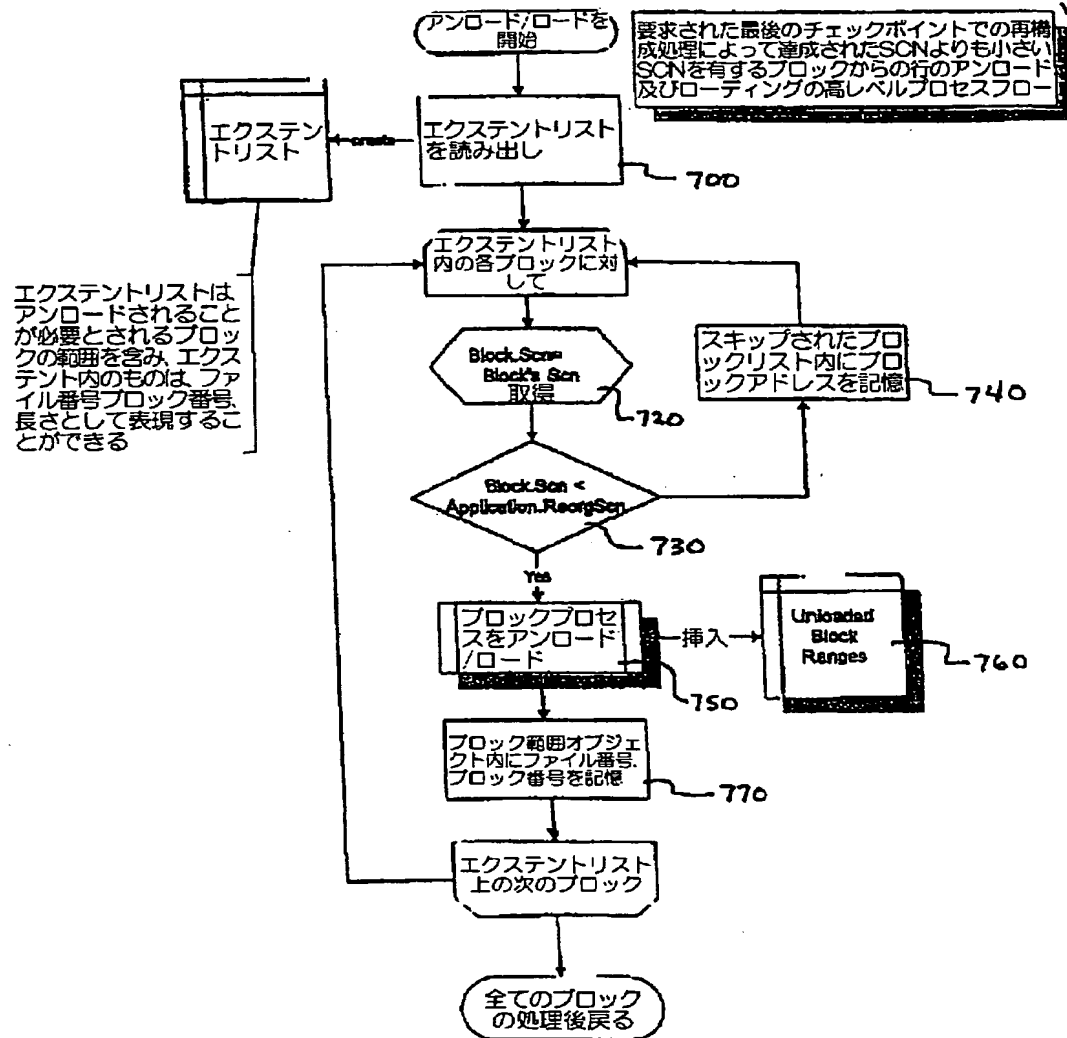 アンロード/ロードを
開始
要求された最後のチェックポイントでの再構
成処理によって達成されたSCNよりも小さい
SCNを有するブロックからの行のアンロード
及びローディングの高レベルプロセスフロー
エクステン
トリスト
create
エクステントリスト
を読み出し
700
エクステントリスト
内の各ブロックに対
して
エクステントリストは
アンロードされること
が必要とされるブロッ
クの範囲を含み、エクス
テント内のものは、ファ
イル番号ブロック番号、
長さとして表現するこ
とができる
Block.Scn=
Block's Scn
取得
720
スキップされたブロ
ックリスト内にブロ
ックアドレスを記憶
740
Block.Scn <
Application.ReorgScn
730
Yes
ブロックプロセ
スをアンロード
/ロード
750
挿入
Unloaded
Block
Ranges
760
ブロック範囲オブジェ
クト内にファイル番号、
ブロック番号を記憶
770
エクステントリスト
上の次のブロック
全てのブロック
の処理後戻る